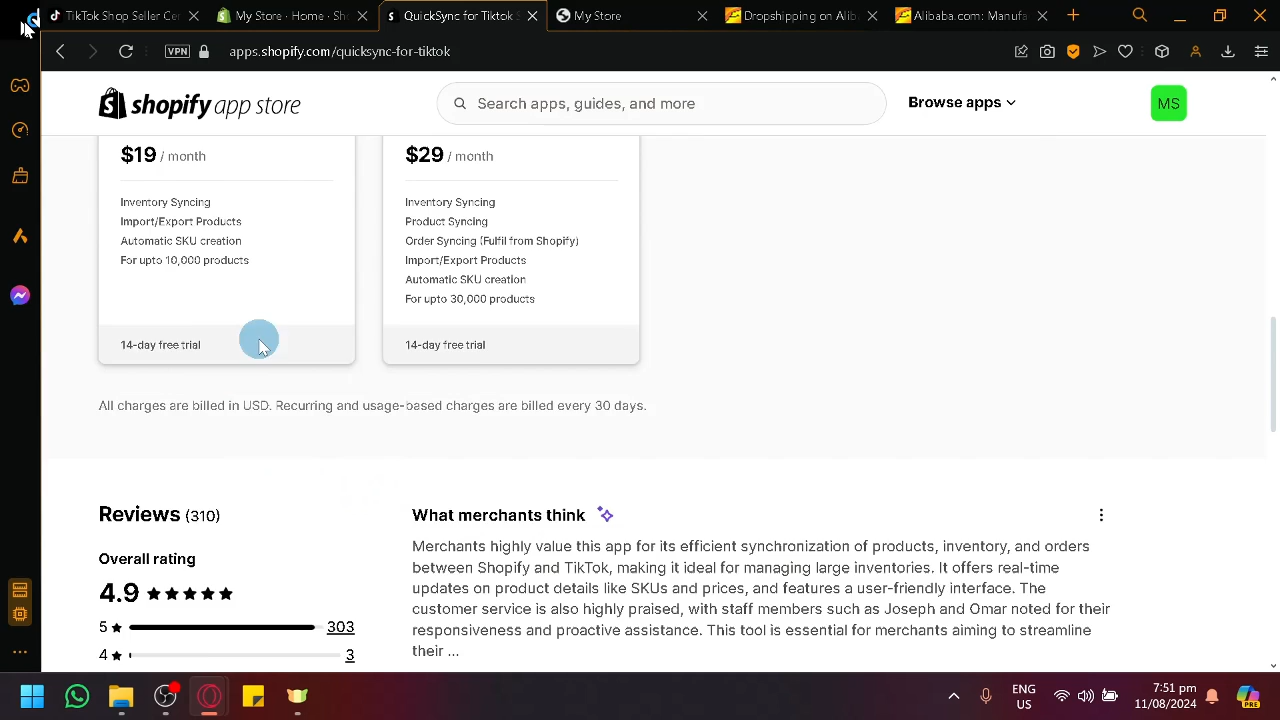 TikTok Shop Seller Cer
My Store · Home · Sh
QuickSync for Tiktok S
My Store
Dropshipping on Alib
Alibaba.com: Manufa
VPN
apps.shopify.com/quicksync-for-tiktok
shopify app store
Search apps, guides, and more
Browse apps
MS
$19 / month
Inventory Syncing
Import/Export Products
Automatic SKU creation
For upto 10,000 products
14-day free trial
$29 / month
Inventory Syncing
Product Syncing
Order Syncing (Fulfil from Shopify)
Import/Export Products
Automatic SKU creation
For upto 30,000 products
14-day free trial
All charges are billed in USD. Recurring and usage-based charges are billed every 30 days.
Reviews (310)
Overall rating
4.9 ★★★★★
5 ★ 303
4 ★ 3
What merchants think
Merchants highly value this app for its efficient synchronization of products, inventory, and orders
between Shopify and TikTok, making it ideal for managing large inventories. It offers real-time
updates on product details like SKUs and prices, and features a user-friendly interface. The
customer service is also highly praised, with staff members such as Joseph and Omar noted for their
responsiveness and proactive assistance. This tool is essential for merchants aiming to streamline
their ...
ENG
US
7:51 pm
11/08/2024
PRE